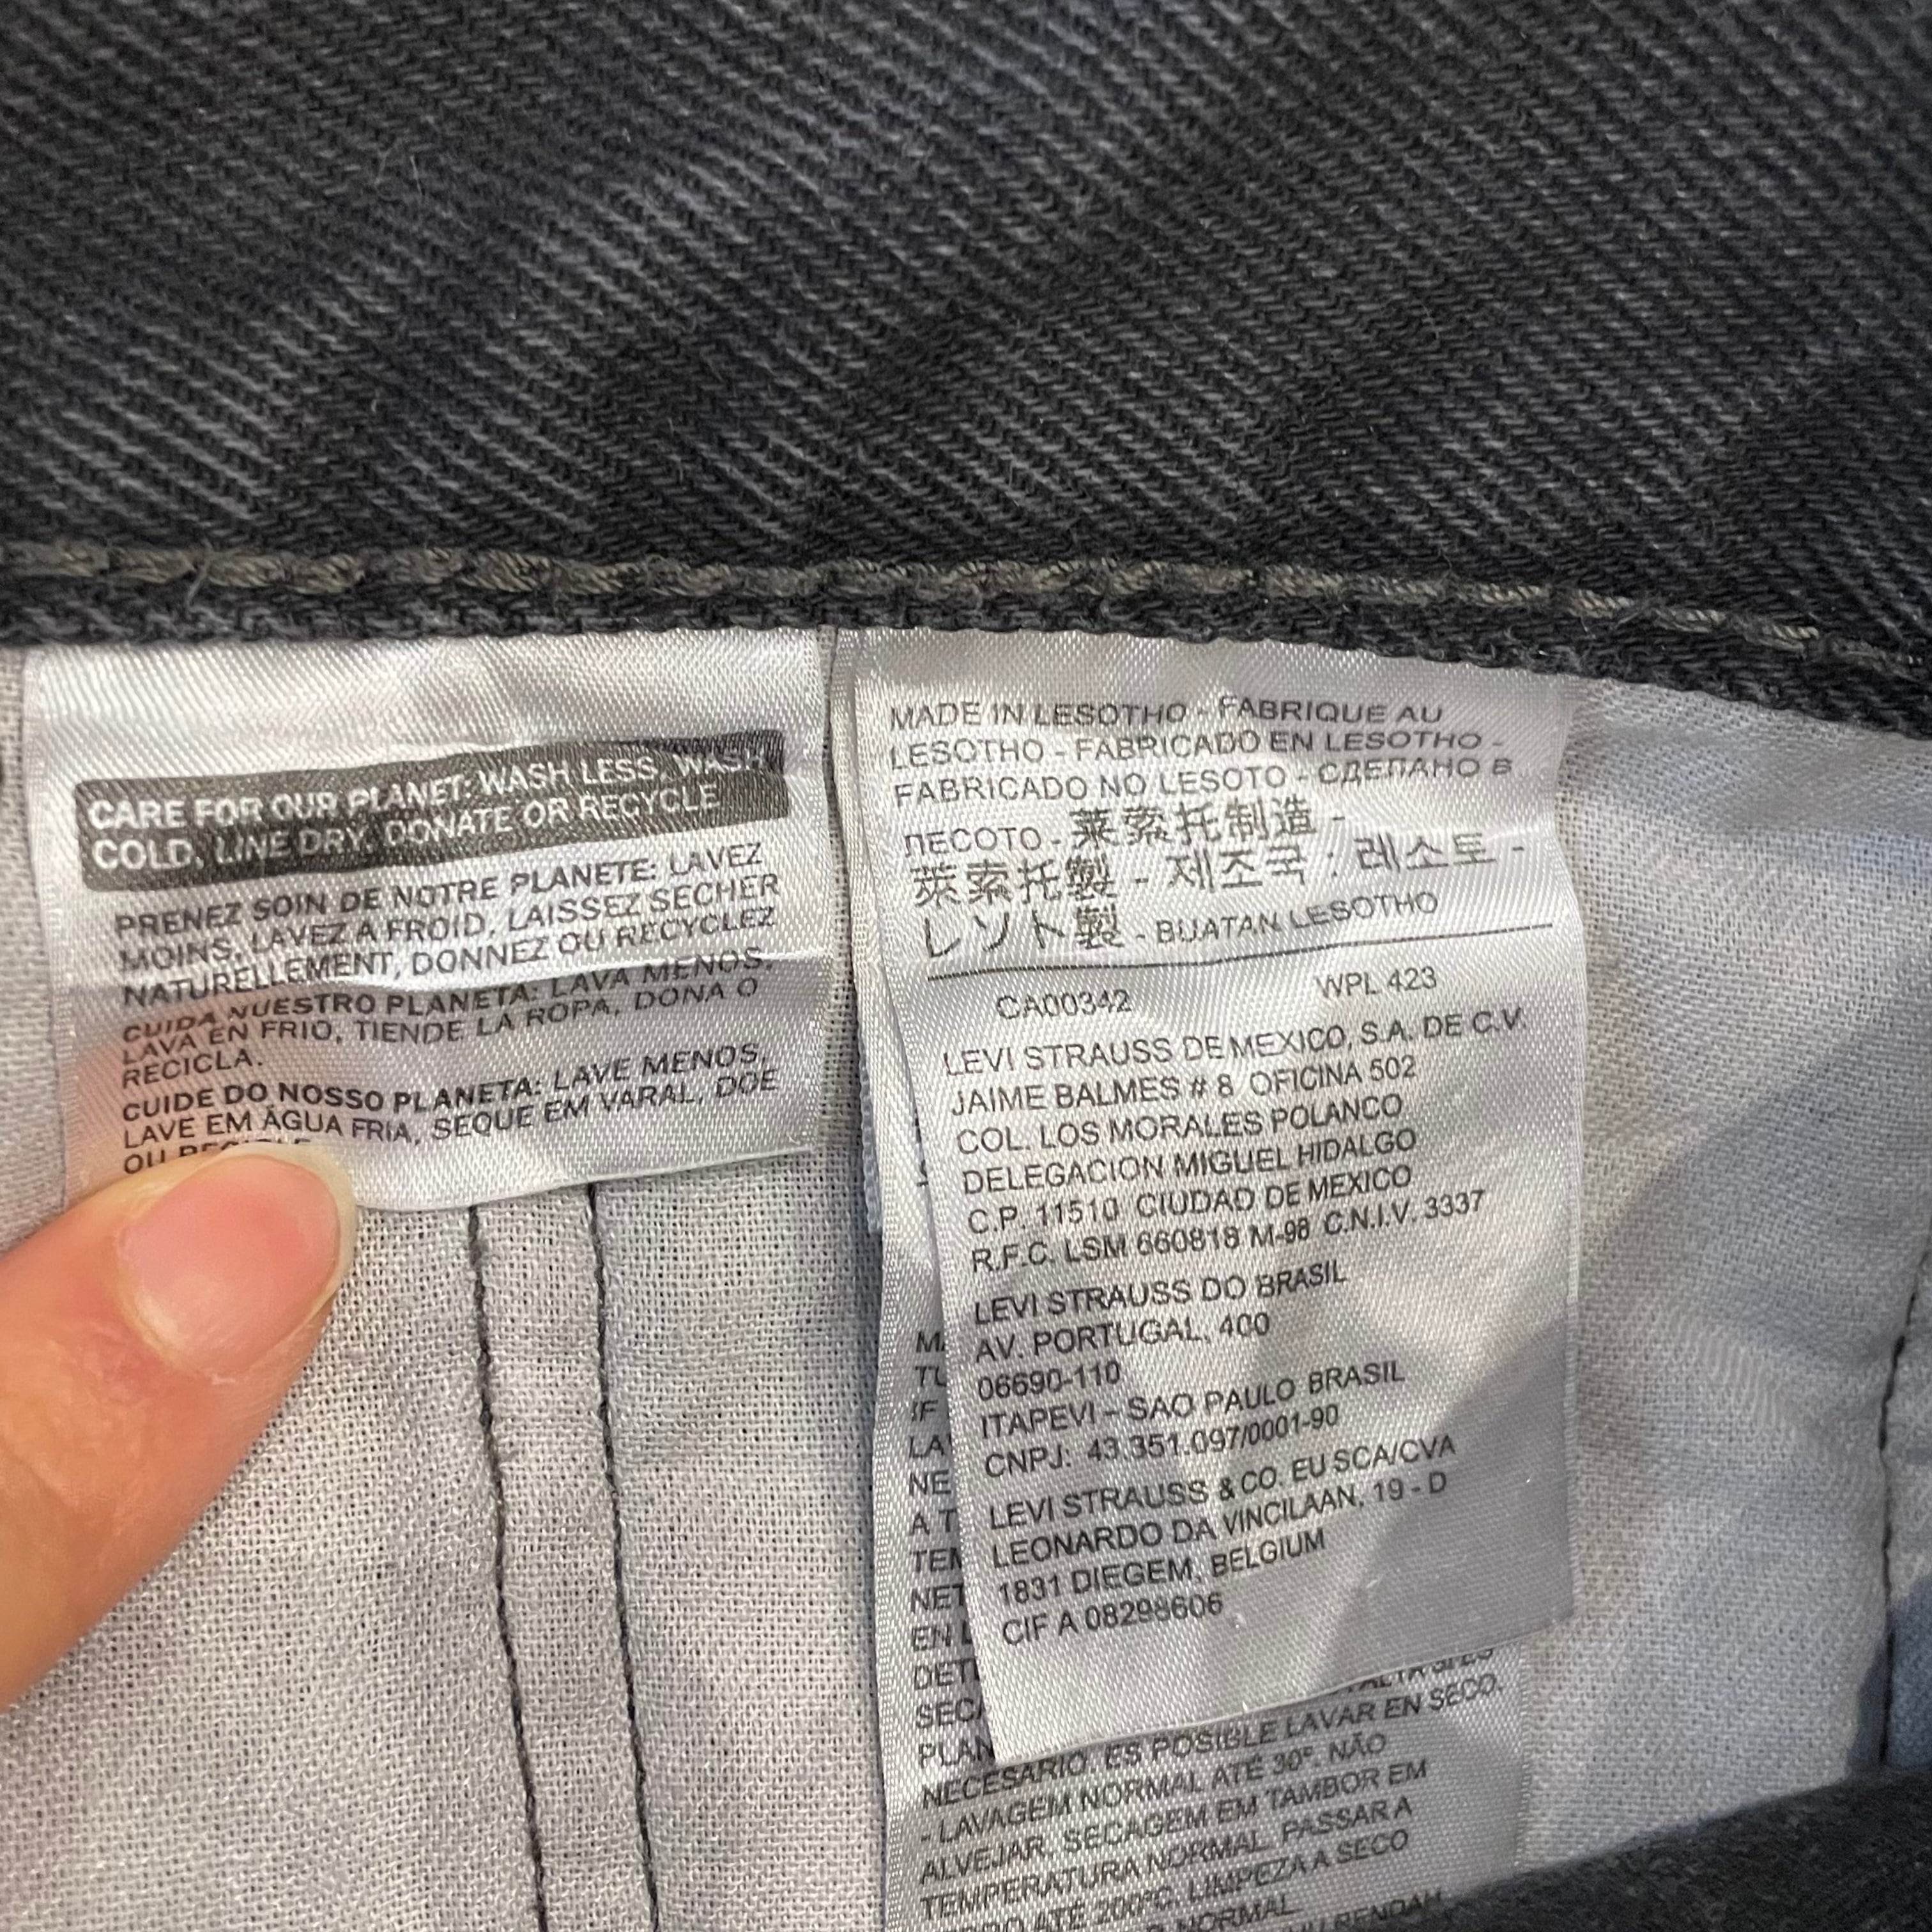 CARE FOR OUR PLANET: WASH LESS, WASH
COLD, LINE DRY, DONATE OR RECYCLE
PRENEZ SOIN DE NOTRE PLANETE: LAVEZ
MOINS, LAVEZ A FROID, LAISSEZ SECHER
NATURELLEMENT, DONNEZ OU RECYCLEZ
CUIDA NUESTRO PLANETA: LAVA MENOS,
LAVA EN FRIO, TIENDE LA ROPA, DONA O
RECICLA.
CUIDE DO NOSSO PLANETA: LAVE MENOS,
LAVE EM ÁGUA FRIA, SEQUE EM VARAL, DOE
OU
MADE IN LESOTHO - FABRIQUE AU
LESOTHO - FABRICADO EN LESOTHO -
FABRICADO NO LESOTO - СДЕЛАНО В
ЛЕСОТО - 莱索托制造 -
萊索托製 - 제조국 : 레소토 -
レソト製 - BUATAN LESOTHO
CA00342 WPL 423
LEVI STRAUSS DE MEXICO, S.A. DE C.V.
JAIME BALMES # 8 OFICINA 502
COL. LOS MORALES POLANCO
DELEGACION MIGUEL HIDALGO
C.P. 11510 CIUDAD DE MEXICO
R.F.C. LSM 660818 M-98 C.N.I.V. 3337
LEVI STRAUSS DO BRASIL
AV. PORTUGAL, 400
06690-110
ITAPEVI - SAO PAULO BRASIL
CNPJ: 43.351.097/0001-90
LEVI STRAUSS & CO. EU SCA/CVA
LEONARDO DA VINCILAAN, 19 - D
1831 DIEGEM, BELGIUM
CIF A 08298606
NECESARIO. ES POSIBLE LAVAR EN SECO.
- LAVAGEM NORMAL ATÉ 30°. NÃO
ALVEJAR. SECAGEM EM TAMBOR EM
TEMPERATURA NORMAL. PASSAR A
ATÉ 200°C. LIMPEZA A SECO
NORMAL